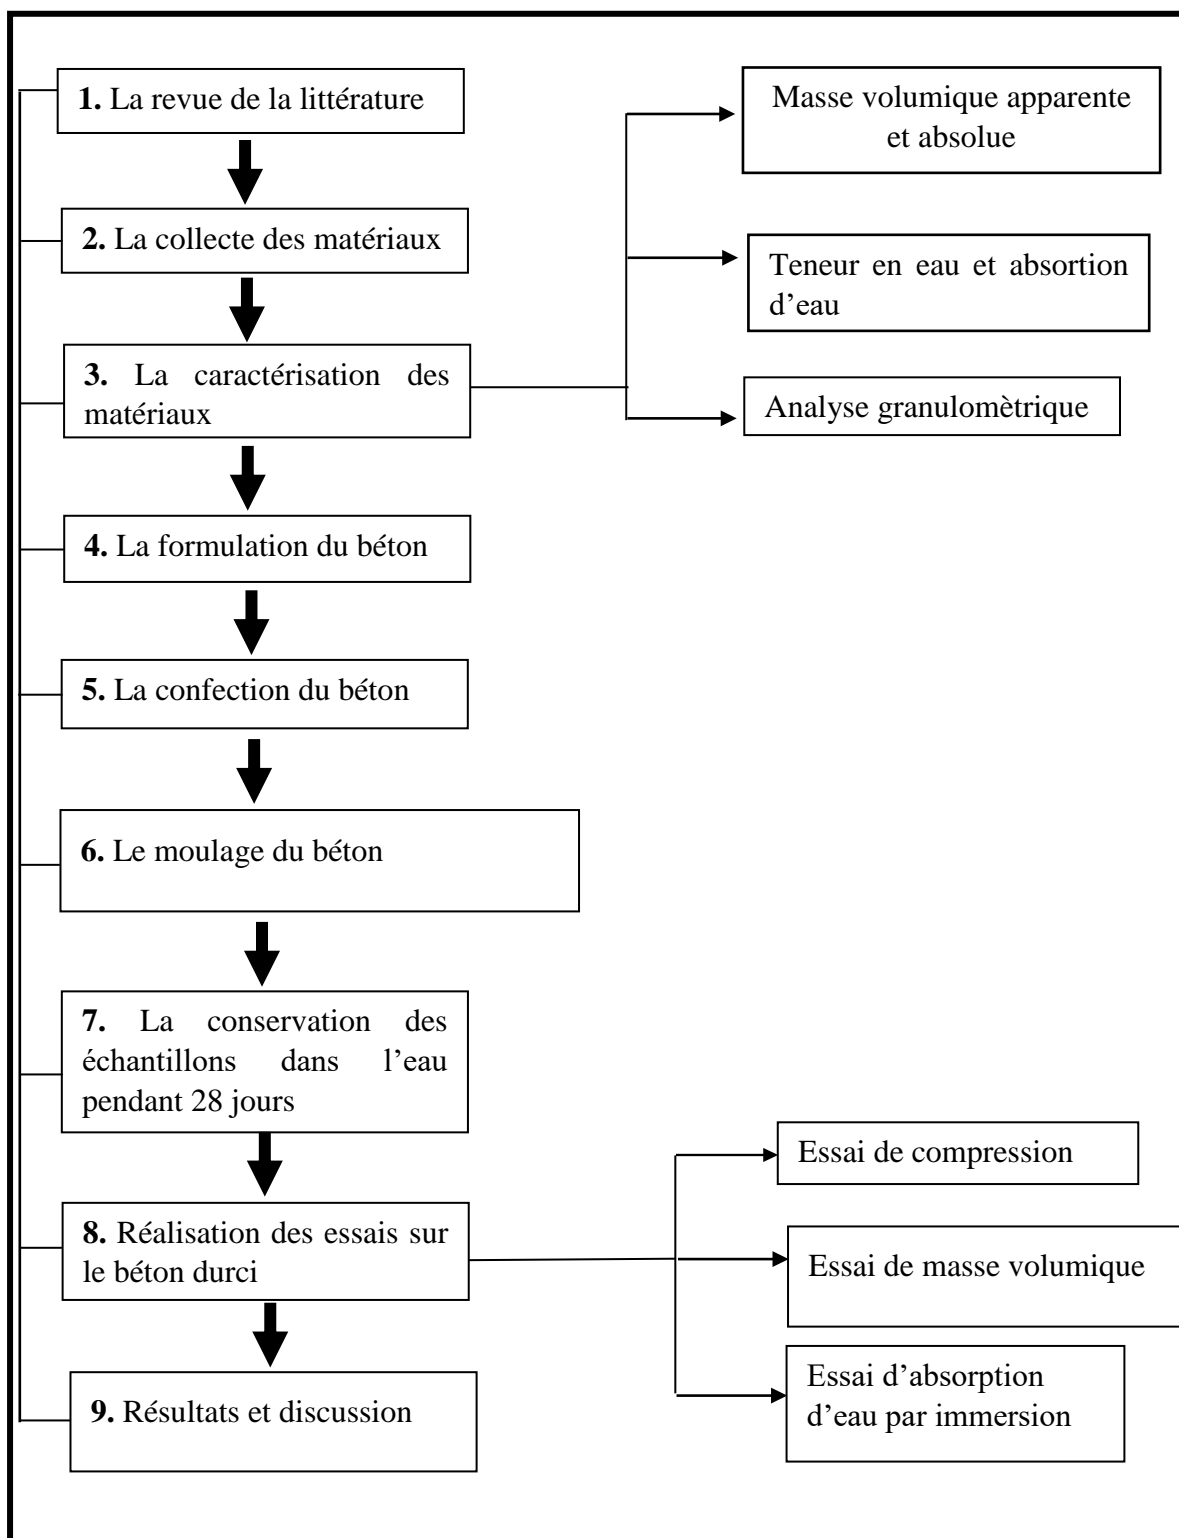 1. La revue de la littérature
Masse volumique apparente
et absolue
2. La collecte des matériaux
Teneur en eau et absortion
d’eau
3. La caractérisation des
matériaux
Analyse granulomètrique
4. La formulation du béton
5. La confection du béton
6. Le moulage du béton
7. La conservation des
échantillons dans l’eau
pendant 28 jours
8. Réalisation des essais sur
le béton durci
Essai de compression
Essai de masse volumique
Essai d’absorption
d’eau par immersion
9. Résultats et discussion